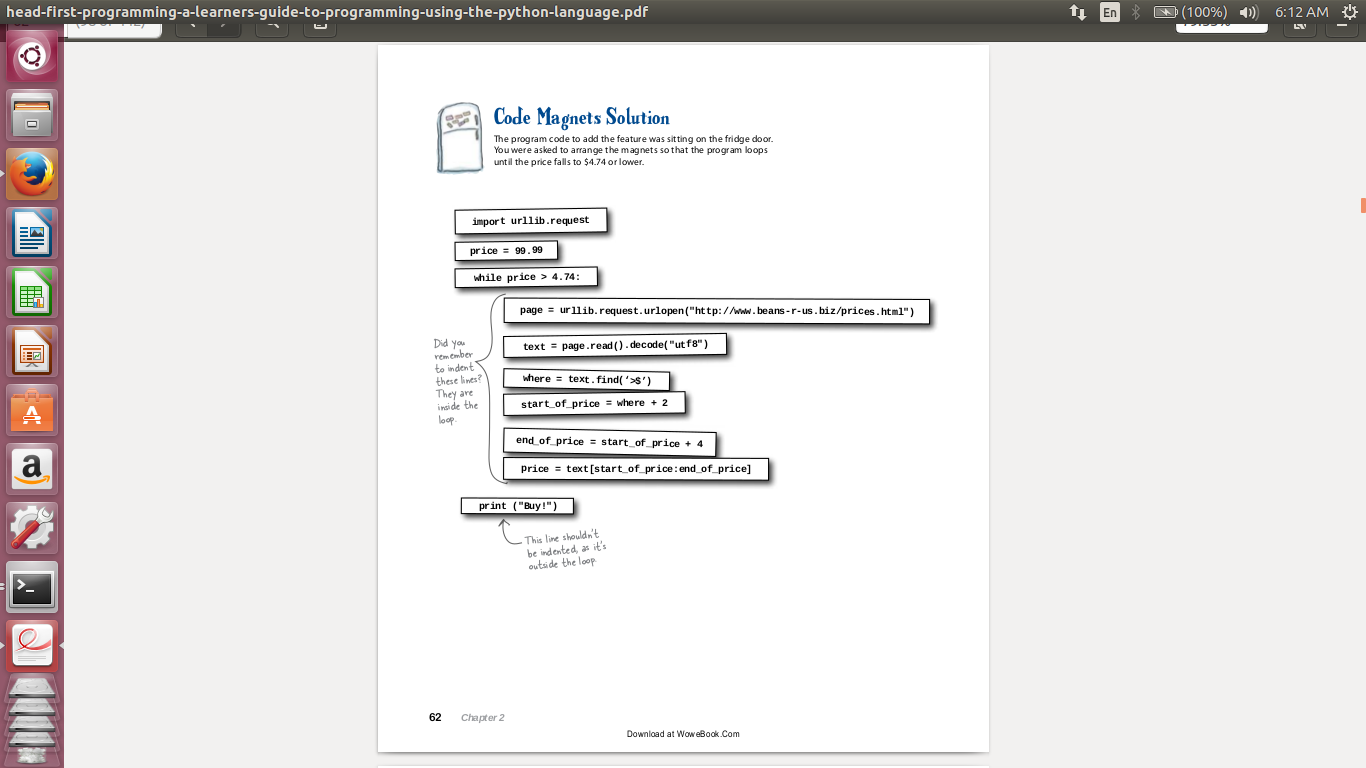 head-first-programming-a-learners-guide-to-programming-using-the-python-language.pdf
En
(100%)
6:12 AM
Code Magnets Solution
The program code to add the feature was sitting on the fridge door.
You were asked to arrange the magnets so that the program loops
until the price falls to $4.74 or lower.
import urllib.request
price = 99.99
while price > 4.74:
page = urllib.request.urlopen("http://www.beans-r-us.biz/prices.html")
text = page.read().decode("utf8")
where = text.find(‘>$’)
start_of_price = where + 2
end_of_price = start_of_price + 4
price = text[start_of_price:end_of_price]
Did you
remember
to indent
these lines?
They are
inside the
loop.
print ("Buy!")
This line shouldn't
be indented, as it's
outside the loop.
62
Chapter 2
Download at WoweBook.Com